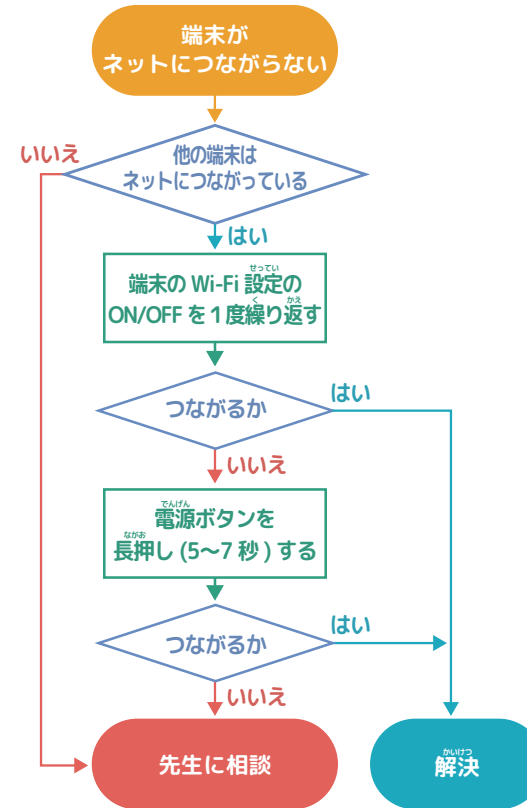 端末が
ネットにつながらない
他の端末は
ネットにつながっている
いいえ
はい
せってい
端末の Wi-Fi 設定の
く かえ
ON/OFF を 1 度繰り返す
つながるか
はい
いいえ
でんげん
電源ボタンを
ながお
長押し (5〜7 秒 ) する
つながるか
はい
いいえ
先生に相談
かいけつ
解決